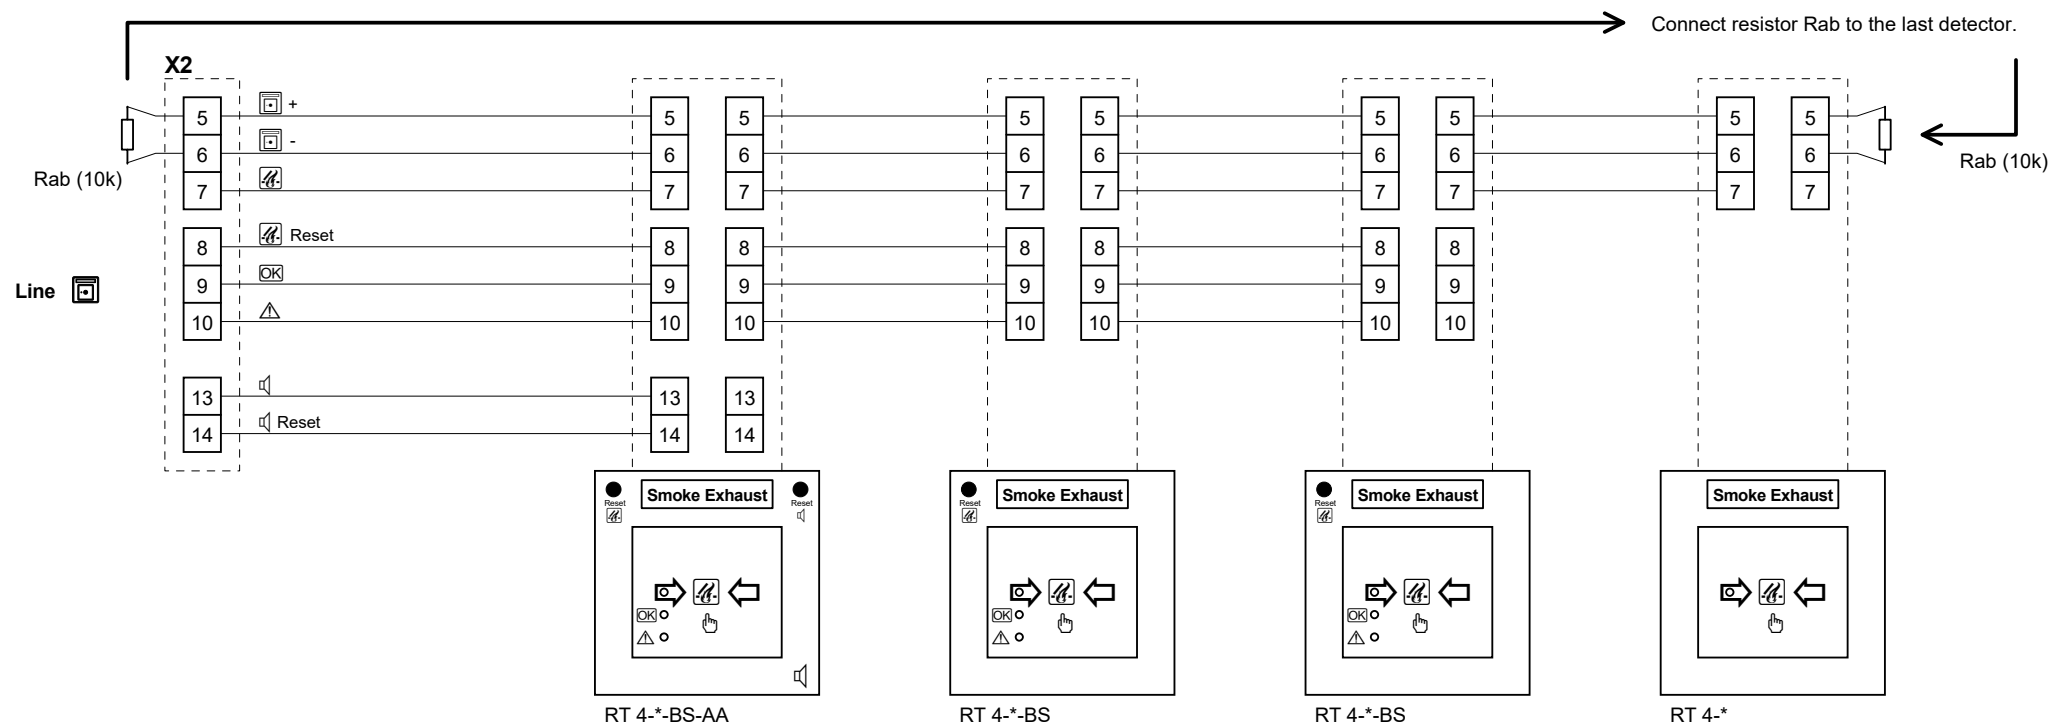 Connect resistor Rab to the last detector.
X2
+
5 5 5 5 5 5 5 5 5
-
6 6 6 6 6 6 6 6 6
Rab (10k) Rab (10k)
7 7 7 7 7 7 7 7 7
Reset
8 8 8 8 8 8 8
OK
Line
9 9 9 9 9 9 9
10 10 10 10 10 10 10
13 13 13
Reset
14 14 14
Smoke Exhaust Smoke Exhaust Smoke Exhaust Smoke Exhaust
Reset Reset Reset Reset
OK OK OK
RT 4-*-BS-AA RT 4-*-BS RT 4-*-BS RT 4-*